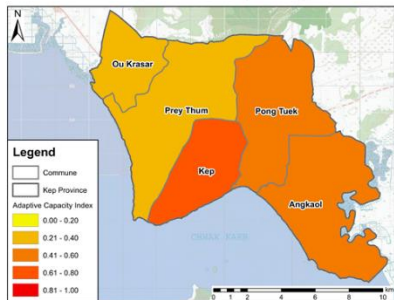 N
Ou Krasar
Prey Thum
Pong Tuek
Kep
Angkaol
Legend
Commune
Kep Province
Adaptive Capacity Index
0.00 - 0.20
0.21 - 0.40
0.41 - 0.60
0.61 - 0.80
0.81 - 1.00
0 1 2 4 6 8 10